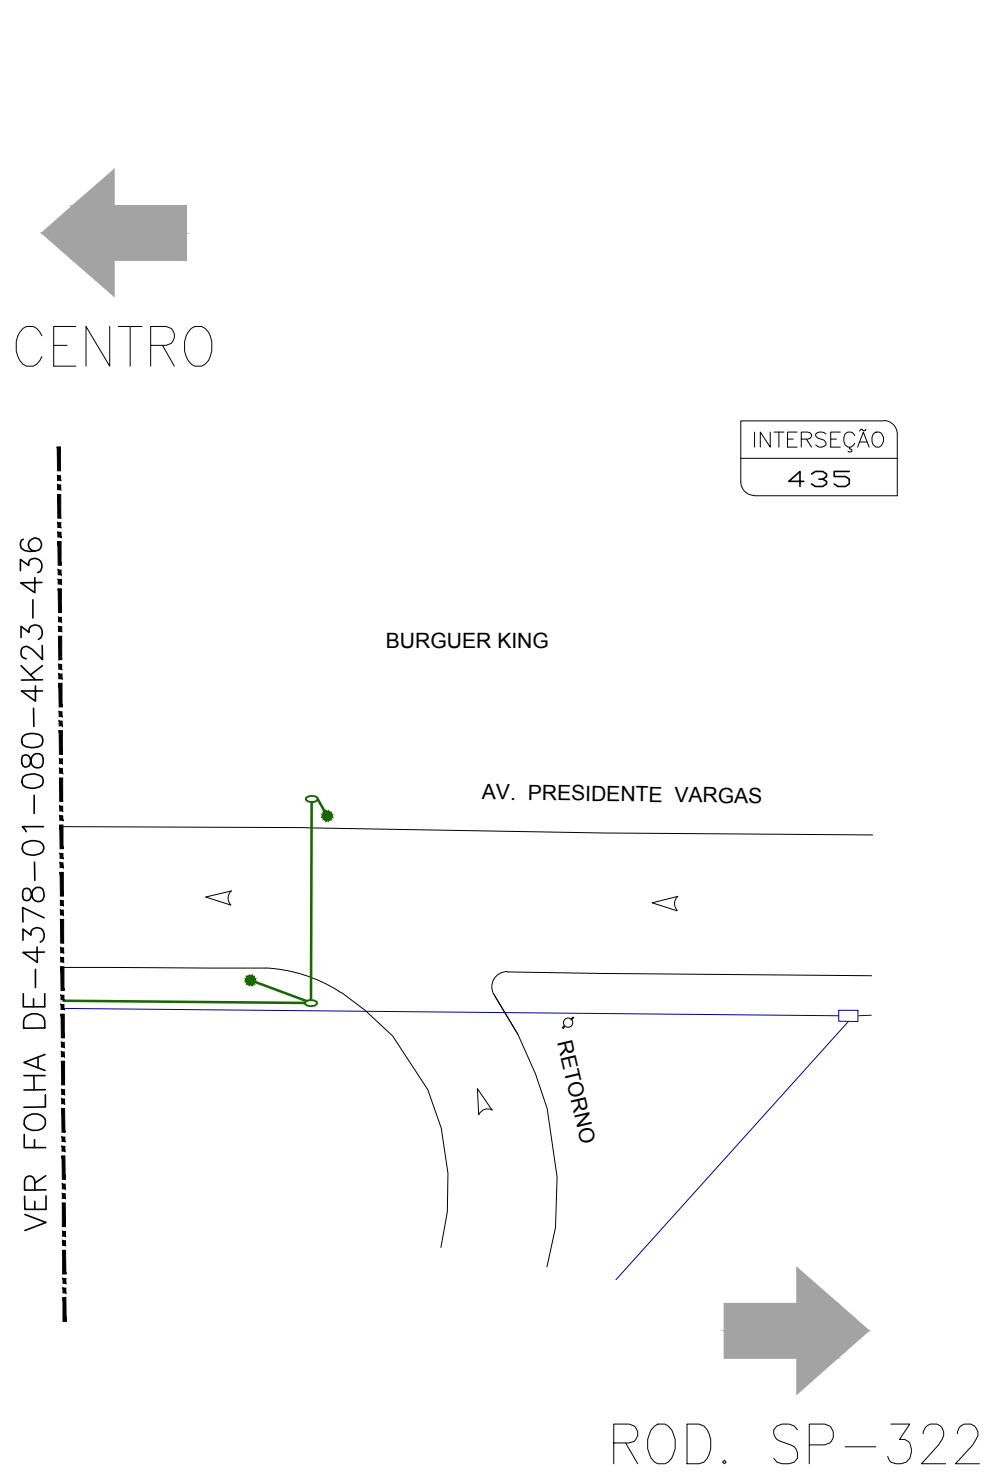 CENTRO
INTERSEÇÃO
435
VER FOLHA DE-4378-01-080-4K23-436
BURGUER KING
AV. PRESIDENTE VARGAS
RETORNO
ROD. SP-322